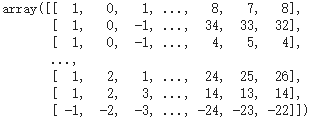 array([[  1,   0,   1, ...,   8,   7,   8],
       [  1,   0,  -1, ...,  34,  33,  32],
       [  1,   0,  -1, ...,   4,   5,   4],
       ...,
       [  1,   2,   1, ...,  24,  25,  26],
       [  1,   2,   3, ...,  14,  13,  14],
       [ -1,  -2,  -3, ..., -24, -23, -22]])